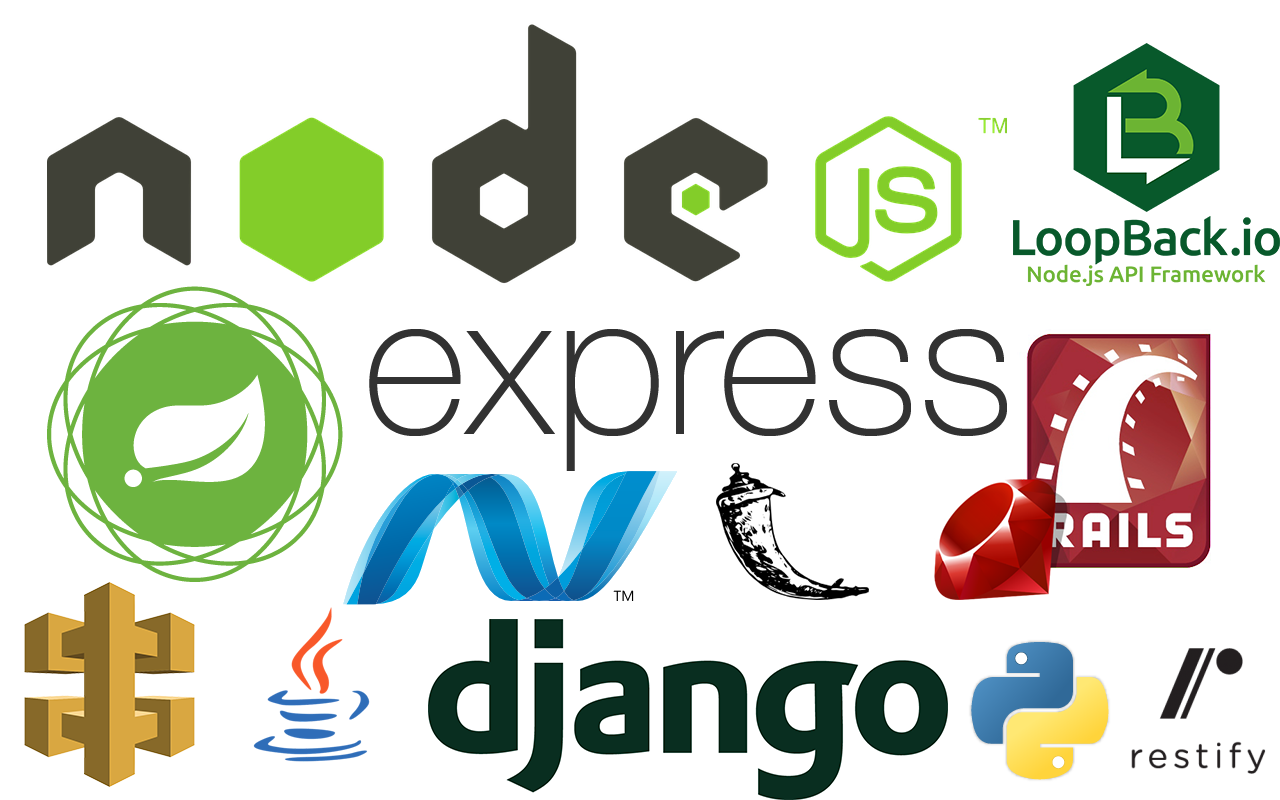 node JS ™
LoopBack.io
Node.js API Framework
express
RAILS
™
django
restify